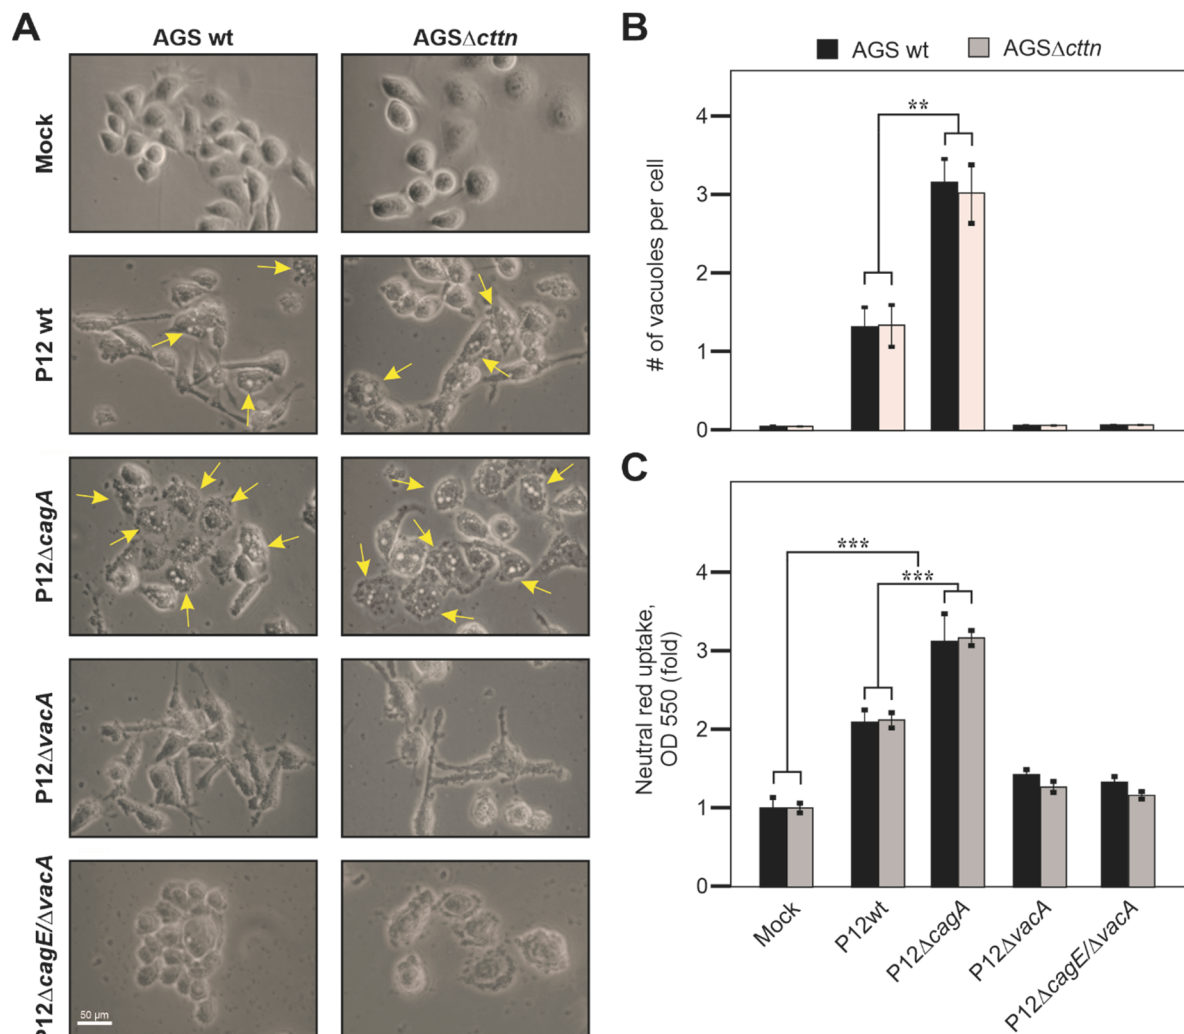 A
AGS wt
AGSΔcttn
Mock
P12 wt
P12ΔcagA
P12ΔvacA
P12ΔcagE/ΔvacA
50 µm
B
AGS wt
AGSΔcttn
# of vacuoles per cell
4
3
2
1
0
**
C
Neutral red uptake,
OD 550 (fold)
4
3
2
1
0
***
***
Mock
P12wt
P12ΔcagA
P12ΔvacA
P12ΔcagE/ΔvacA